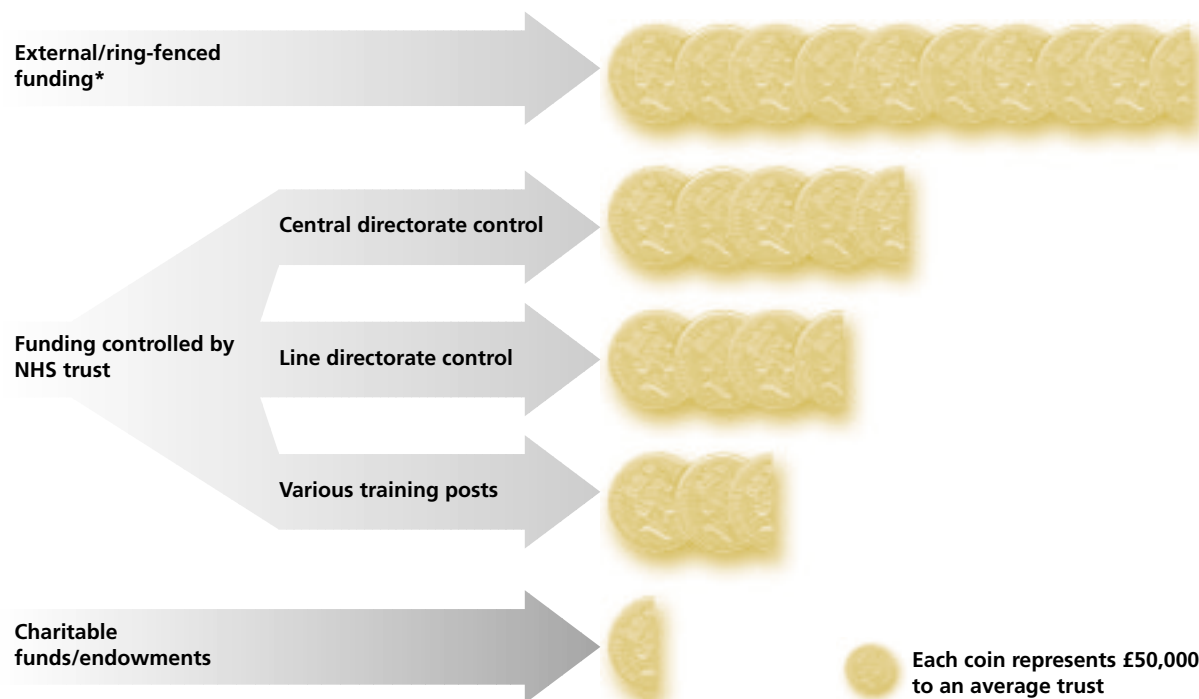 External/ring-fenced
funding*
Central directorate control
Funding controlled by
NHS trust
Line directorate control
Various training posts
Charitable
funds/endowments
Each coin represents £50,000
to an average trust